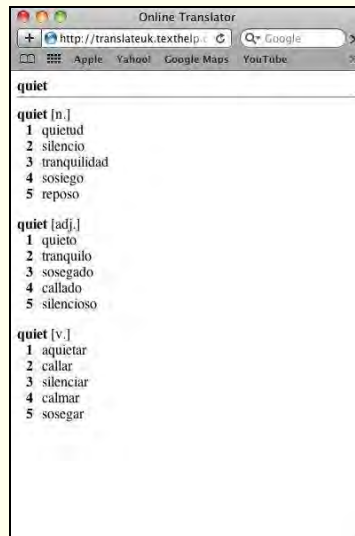 Online Translator
http://translateuk.texthelp.c Google
Apple Yahoo! Google Maps YouTube
quiet
quiet [n.]
1 quietud
2 silencio
3 tranquilidad
4 sosiego
5 reposo
quiet [adj.]
1 quieto
2 tranquilo
3 sosegado
4 callado
5 silencioso
quiet [v.]
1 aquietar
2 callar
3 silenciar
4 calmar
5 sosegar